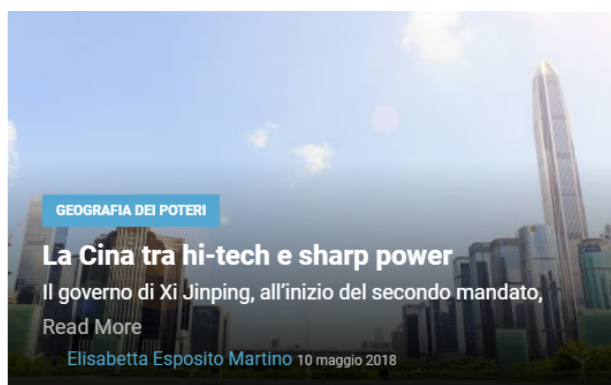 GEOGRAFIA DEI POTERI
La Cina tra hi-tech e sharp power
Il governo di Xi Jinping, all'inizio del secondo mandato,
Read More
Elisabetta Esposito Martino 10 maggio 2018